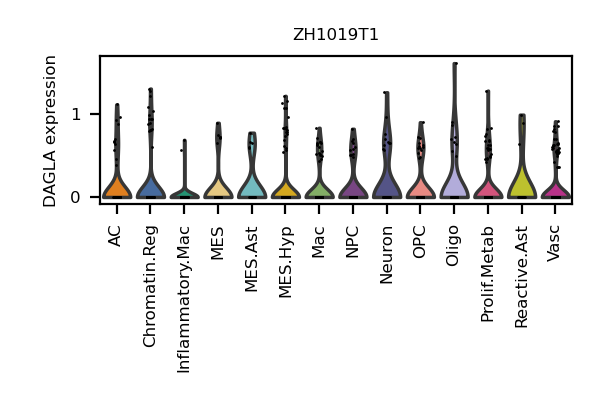 ZH1019T1
DAGLA expression
1
0
AC
Chromatin.Reg
Inflammatory.Mac
MES
MES.Ast
MES.Hyp
Mac
NPC
Neuron
OPC
Oligo
Prolif.Metab
Reactive.Ast
Vasc